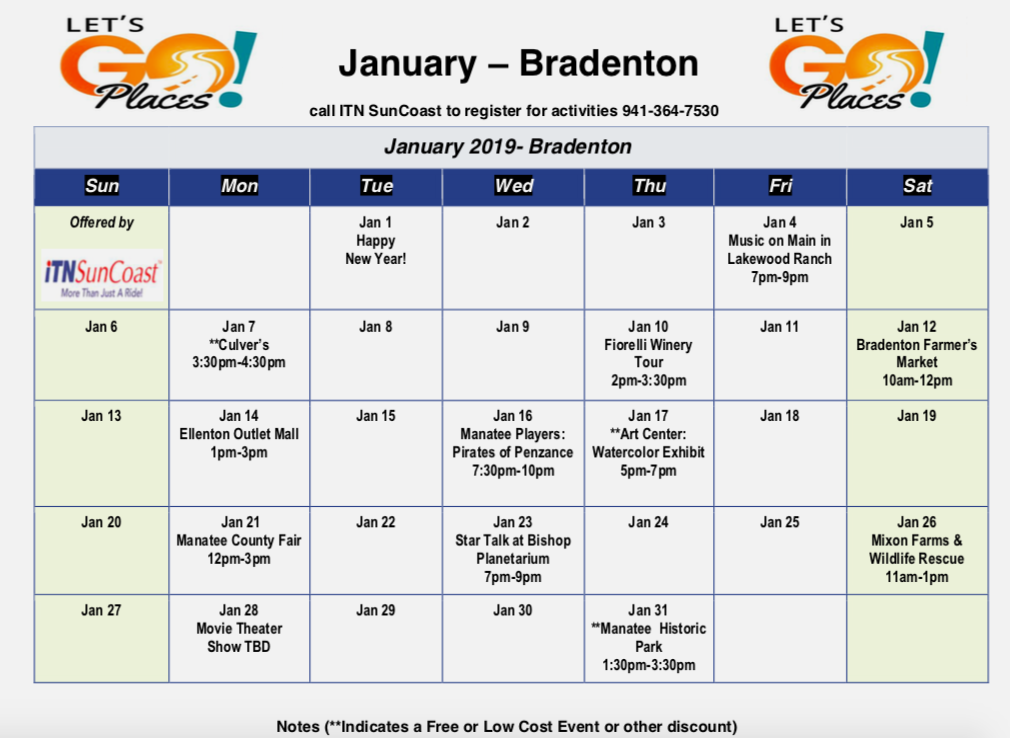 LET'S
GO!
Places
January – Bradenton
LET'S
GO!
Places
call ITN SunCoast to register for activities 941-364-7530
January 2019- Bradenton
Sun Mon Tue Wed Thu Fri Sat
Offered by
iTNSunCoast™
More Than Just A Ride!
Jan 1
Happy
New Year!
Jan 2
Jan 3
Jan 4
Music on Main in
Lakewood Ranch
7pm-9pm
Jan 5
Jan 6
Jan 7
**Culver's
3:30pm-4:30pm
Jan 8
Jan 9
Jan 10
Fiorelli Winery
Tour
2pm-3:30pm
Jan 11
Jan 12
Bradenton Farmer's
Market
10am-12pm
Jan 13
Jan 14
Ellenton Outlet Mall
1pm-3pm
Jan 15
Jan 16
Manatee Players:
Pirates of Penzance
7:30pm-10pm
Jan 17
**Art Center:
Watercolor Exhibit
5pm-7pm
Jan 18
Jan 19
Jan 20
Jan 21
Manatee County Fair
12pm-3pm
Jan 22
Jan 23
Star Talk at Bishop
Planetarium
7pm-9pm
Jan 24
Jan 25
Jan 26
Mixon Farms &
Wildlife Rescue
11am-1pm
Jan 27
Jan 28
Movie Theater
Show TBD
Jan 29
Jan 30
Jan 31
**Manatee Historic
Park
1:30pm-3:30pm
Notes (**Indicates a Free or Low Cost Event or other discount)